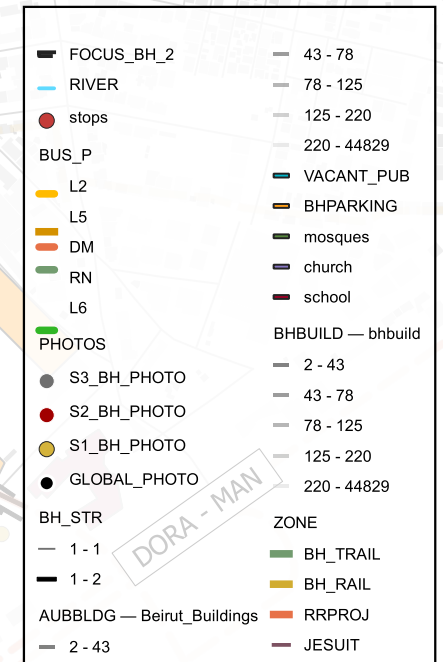 FOCUS_BH_2
RIVER
stops
BUS_P
L2
L5
DM
RN
L6
PHOTOS
S3_BH_PHOTO
S2_BH_PHOTO
S1_BH_PHOTO
GLOBAL_PHOTO
BH_STR
1 - 1
1 - 2
AUBBLDG — Beirut_Buildings
2 - 43
43 - 78
78 - 125
125 - 220
220 - 44829
VACANT_PUB
BHPARKING
mosques
church
school
BHBUILD — bhbuild
2 - 43
43 - 78
78 - 125
125 - 220
220 - 44829
ZONE
BH_TRAIL
BH_RAIL
RRPROJ
JESUIT
DORA - MAN